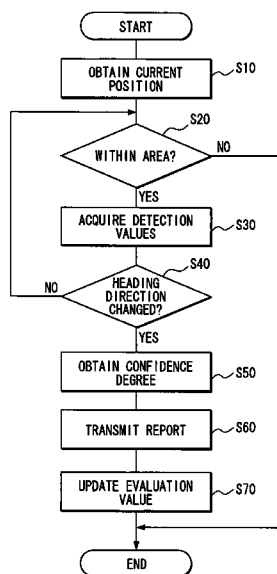 START
OBTAIN CURRENT
POSITION
S10
S20
WITHIN AREA?
NO
YES
ACQUIRE DETECTION
VALUES
S30
S40
HEADING
DIRECTION
CHANGED?
NO
YES
OBTAIN CONFIDENCE
DEGREE
S50
TRANSMIT REPORT
S60
UPDATE EVALUATION
VALUE
S70
END